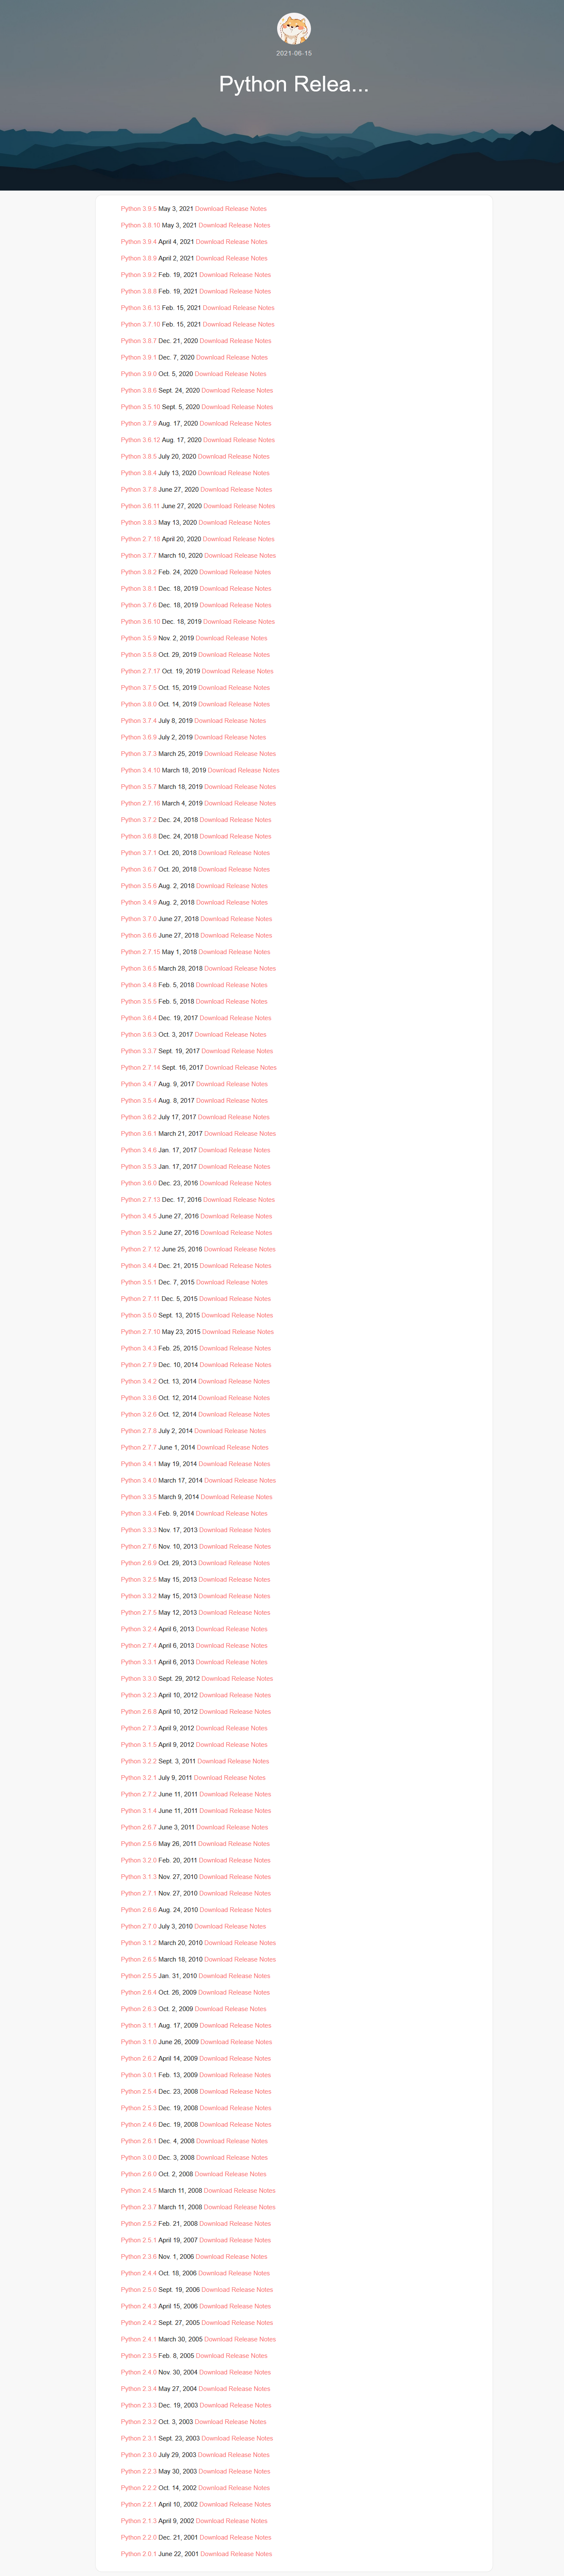 2021-06-15
Python Relea...
Python 3.9.5 May 3, 2021 Download Release Notes
Python 3.8.10 May 3, 2021 Download Release Notes
Python 3.9.4 April 4, 2021 Download Release Notes
Python 3.8.9 April 2, 2021 Download Release Notes
Python 3.9.2 Feb. 19, 2021 Download Release Notes
Python 3.8.8 Feb. 19, 2021 Download Release Notes
Python 3.6.13 Feb. 15, 2021 Download Release Notes
Python 3.7.10 Feb. 15, 2021 Download Release Notes
Python 3.8.7 Dec. 21, 2020 Download Release Notes
Python 3.9.1 Dec. 7, 2020 Download Release Notes
Python 3.9.0 Oct. 5, 2020 Download Release Notes
Python 3.8.6 Sept. 24, 2020 Download Release Notes
Python 3.5.10 Sept. 5, 2020 Download Release Notes
Python 3.7.9 Aug. 17, 2020 Download Release Notes
Python 3.6.12 Aug. 17, 2020 Download Release Notes
Python 3.8.5 July 20, 2020 Download Release Notes
Python 3.8.4 July 13, 2020 Download Release Notes
Python 3.7.8 June 27, 2020 Download Release Notes
Python 3.6.11 June 27, 2020 Download Release Notes
Python 3.8.3 May 13, 2020 Download Release Notes
Python 2.7.18 April 20, 2020 Download Release Notes
Python 3.7.7 March 10, 2020 Download Release Notes
Python 3.8.2 Feb. 24, 2020 Download Release Notes
Python 3.8.1 Dec. 18, 2019 Download Release Notes
Python 3.7.6 Dec. 18, 2019 Download Release Notes
Python 3.6.10 Dec. 18, 2019 Download Release Notes
Python 3.5.9 Nov. 2, 2019 Download Release Notes
Python 3.5.8 Oct. 29, 2019 Download Release Notes
Python 2.7.17 Oct. 19, 2019 Download Release Notes
Python 3.7.5 Oct. 15, 2019 Download Release Notes
Python 3.8.0 Oct. 14, 2019 Download Release Notes
Python 3.7.4 July 8, 2019 Download Release Notes
Python 3.6.9 July 2, 2019 Download Release Notes
Python 3.7.3 March 25, 2019 Download Release Notes
Python 3.4.10 March 18, 2019 Download Release Notes
Python 3.5.7 March 18, 2019 Download Release Notes
Python 2.7.16 March 4, 2019 Download Release Notes
Python 3.7.2 Dec. 24, 2018 Download Release Notes
Python 3.6.8 Dec. 24, 2018 Download Release Notes
Python 3.7.1 Oct. 20, 2018 Download Release Notes
Python 3.6.7 Oct. 20, 2018 Download Release Notes
Python 3.5.6 Aug. 2, 2018 Download Release Notes
Python 3.4.9 Aug. 2, 2018 Download Release Notes
Python 3.7.0 June 27, 2018 Download Release Notes
Python 3.6.6 June 27, 2018 Download Release Notes
Python 2.7.15 May 1, 2018 Download Release Notes
Python 3.6.5 March 28, 2018 Download Release Notes
Python 3.4.8 Feb. 5, 2018 Download Release Notes
Python 3.5.5 Feb. 5, 2018 Download Release Notes
Python 3.6.4 Dec. 19, 2017 Download Release Notes
Python 3.6.3 Oct. 3, 2017 Download Release Notes
Python 3.3.7 Sept. 19, 2017 Download Release Notes
Python 2.7.14 Sept. 16, 2017 Download Release Notes
Python 3.4.7 Aug. 9, 2017 Download Release Notes
Python 3.5.4 Aug. 8, 2017 Download Release Notes
Python 3.6.2 July 17, 2017 Download Release Notes
Python 3.6.1 March 21, 2017 Download Release Notes
Python 3.4.6 Jan. 17, 2017 Download Release Notes
Python 3.5.3 Jan. 17, 2017 Download Release Notes
Python 3.6.0 Dec. 23, 2016 Download Release Notes
Python 2.7.13 Dec. 17, 2016 Download Release Notes
Python 3.4.5 June 27, 2016 Download Release Notes
Python 3.5.2 June 27, 2016 Download Release Notes
Python 2.7.12 June 25, 2016 Download Release Notes
Python 3.4.4 Dec. 21, 2015 Download Release Notes
Python 3.5.1 Dec. 7, 2015 Download Release Notes
Python 2.7.11 Dec. 5, 2015 Download Release Notes
Python 3.5.0 Sept. 13, 2015 Download Release Notes
Python 2.7.10 May 23, 2015 Download Release Notes
Python 3.4.3 Feb. 25, 2015 Download Release Notes
Python 2.7.9 Dec. 10, 2014 Download Release Notes
Python 3.4.2 Oct. 13, 2014 Download Release Notes
Python 3.3.6 Oct. 12, 2014 Download Release Notes
Python 3.2.6 Oct. 12, 2014 Download Release Notes
Python 2.7.8 July 2, 2014 Download Release Notes
Python 2.7.7 June 1, 2014 Download Release Notes
Python 3.4.1 May 19, 2014 Download Release Notes
Python 3.4.0 March 17, 2014 Download Release Notes
Python 3.3.5 March 9, 2014 Download Release Notes
Python 3.3.4 Feb. 9, 2014 Download Release Notes
Python 3.3.3 Nov. 17, 2013 Download Release Notes
Python 2.7.6 Nov. 10, 2013 Download Release Notes
Python 2.6.9 Oct. 29, 2013 Download Release Notes
Python 3.2.5 May 15, 2013 Download Release Notes
Python 3.3.2 May 15, 2013 Download Release Notes
Python 2.7.5 May 12, 2013 Download Release Notes
Python 3.2.4 April 6, 2013 Download Release Notes
Python 2.7.4 April 6, 2013 Download Release Notes
Python 3.3.1 April 6, 2013 Download Release Notes
Python 3.3.0 Sept. 29, 2012 Download Release Notes
Python 3.2.3 April 10, 2012 Download Release Notes
Python 2.6.8 April 10, 2012 Download Release Notes
Python 2.7.3 April 9, 2012 Download Release Notes
Python 3.1.5 April 9, 2012 Download Release Notes
Python 3.2.2 Sept. 3, 2011 Download Release Notes
Python 3.2.1 July 9, 2011 Download Release Notes
Python 2.7.2 June 11, 2011 Download Release Notes
Python 3.1.4 June 11, 2011 Download Release Notes
Python 2.6.7 June 3, 2011 Download Release Notes
Python 2.5.6 May 26, 2011 Download Release Notes
Python 3.2.0 Feb. 20, 2011 Download Release Notes
Python 3.1.3 Nov. 27, 2010 Download Release Notes
Python 2.7.1 Nov. 27, 2010 Download Release Notes
Python 2.6.6 Aug. 24, 2010 Download Release Notes
Python 2.7.0 July 3, 2010 Download Release Notes
Python 3.1.2 March 20, 2010 Download Release Notes
Python 2.6.5 March 18, 2010 Download Release Notes
Python 2.5.5 Jan. 31, 2010 Download Release Notes
Python 2.6.4 Oct. 26, 2009 Download Release Notes
Python 2.6.3 Oct. 2, 2009 Download Release Notes
Python 3.1.1 Aug. 17, 2009 Download Release Notes
Python 3.1.0 June 26, 2009 Download Release Notes
Python 2.6.2 April 14, 2009 Download Release Notes
Python 3.0.1 Feb. 13, 2009 Download Release Notes
Python 2.5.4 Dec. 23, 2008 Download Release Notes
Python 2.5.3 Dec. 19, 2008 Download Release Notes
Python 2.4.6 Dec. 19, 2008 Download Release Notes
Python 2.6.1 Dec. 4, 2008 Download Release Notes
Python 3.0.0 Dec. 3, 2008 Download Release Notes
Python 2.6.0 Oct. 2, 2008 Download Release Notes
Python 2.4.5 March 11, 2008 Download Release Notes
Python 2.3.7 March 11, 2008 Download Release Notes
Python 2.5.2 Feb. 21, 2008 Download Release Notes
Python 2.5.1 April 19, 2007 Download Release Notes
Python 2.3.6 Nov. 1, 2006 Download Release Notes
Python 2.4.4 Oct. 18, 2006 Download Release Notes
Python 2.5.0 Sept. 19, 2006 Download Release Notes
Python 2.4.3 April 15, 2006 Download Release Notes
Python 2.4.2 Sept. 27, 2005 Download Release Notes
Python 2.4.1 March 30, 2005 Download Release Notes
Python 2.3.5 Feb. 8, 2005 Download Release Notes
Python 2.4.0 Nov. 30, 2004 Download Release Notes
Python 2.3.4 May 27, 2004 Download Release Notes
Python 2.3.3 Dec. 19, 2003 Download Release Notes
Python 2.3.2 Oct. 3, 2003 Download Release Notes
Python 2.3.1 Sept. 23, 2003 Download Release Notes
Python 2.3.0 July 29, 2003 Download Release Notes
Python 2.2.3 May 30, 2003 Download Release Notes
Python 2.2.2 Oct. 14, 2002 Download Release Notes
Python 2.2.1 April 10, 2002 Download Release Notes
Python 2.1.3 April 9, 2002 Download Release Notes
Python 2.2.0 Dec. 21, 2001 Download Release Notes
Python 2.0.1 June 22, 2001 Download Release Notes